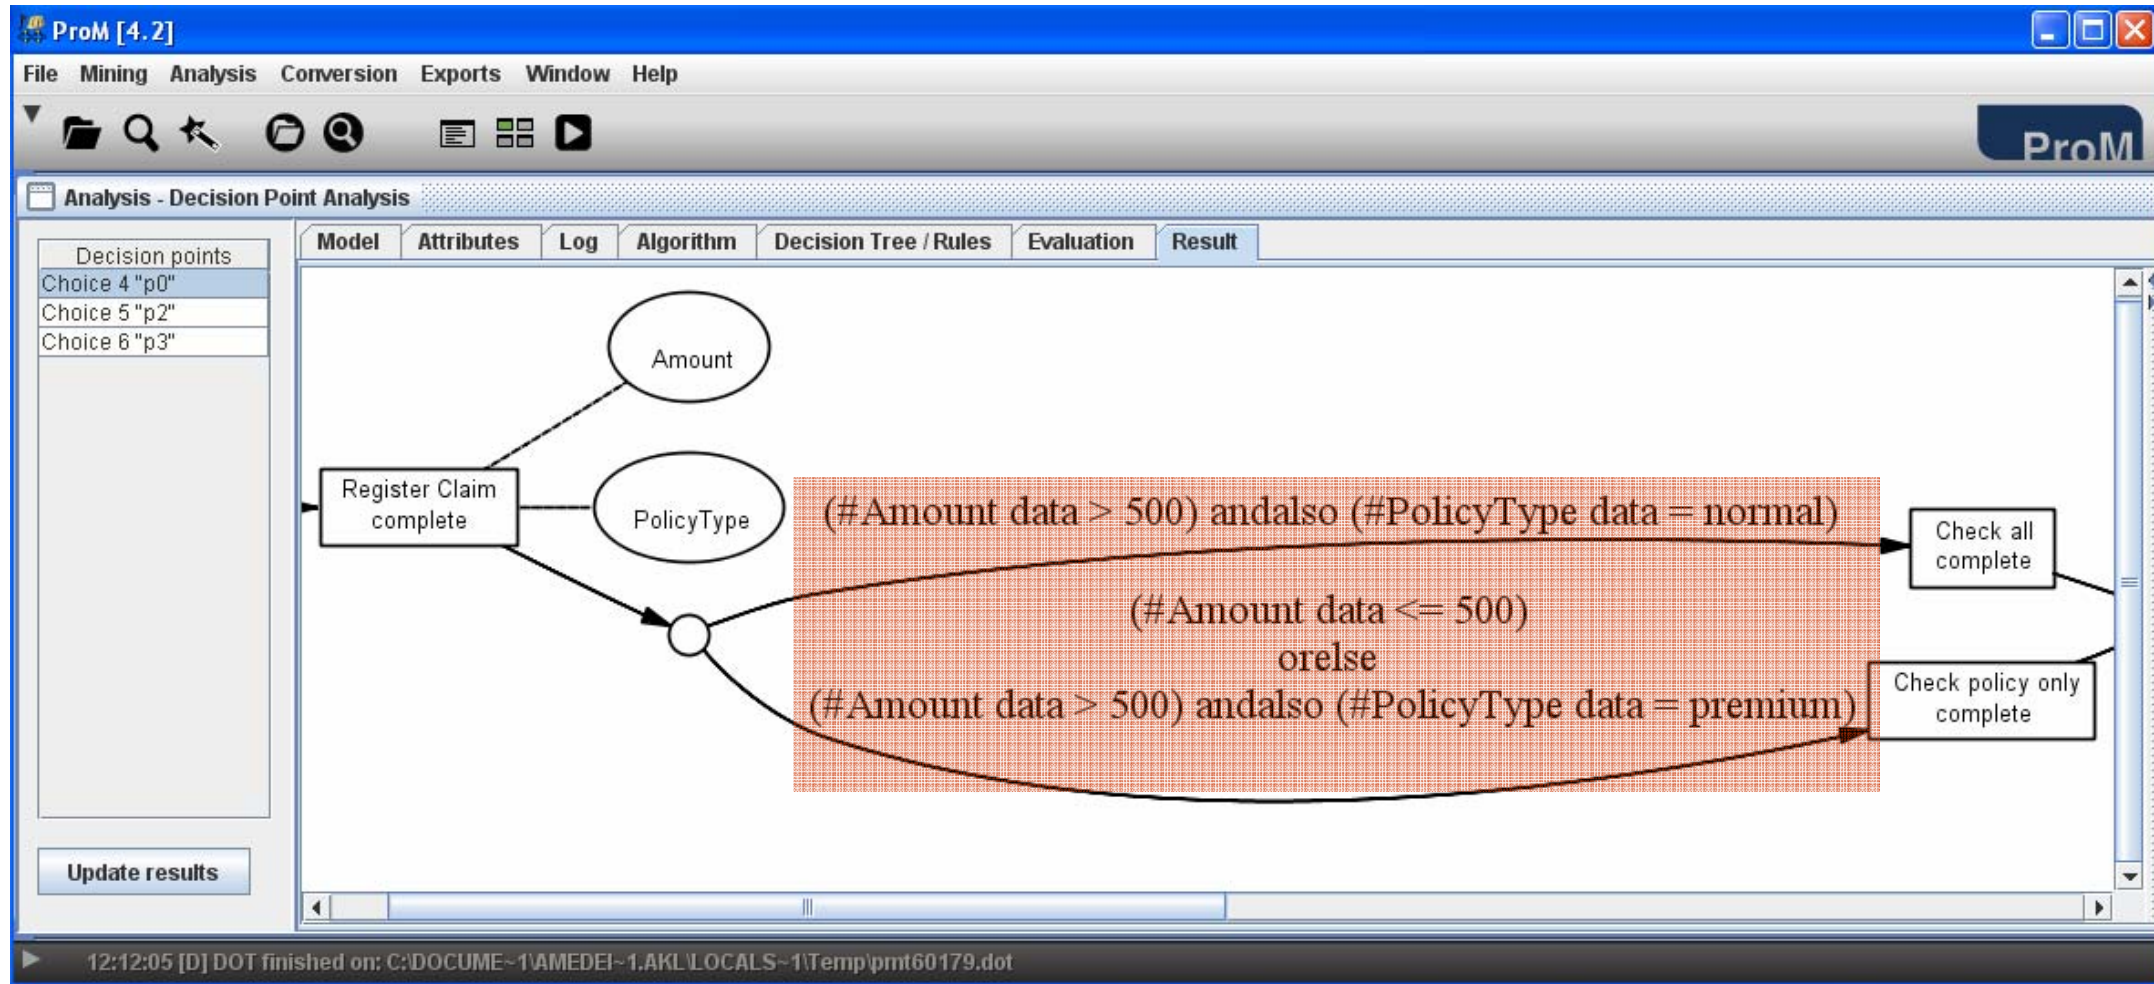 ProM [4.2]
File Mining Analysis Conversion Exports Window Help
ProM
Analysis - Decision Point Analysis
Model Attributes Log Algorithm Decision Tree / Rules Evaluation Result
Decision points
Choice 4 "p0"
Choice 5 "p2"
Choice 6 "p3"
Update results
Amount
Register Claim
complete
PolicyType
(#Amount data > 500) andalso (#PolicyType data = normal)
(#Amount data <= 500)
orelse
(#Amount data > 500) andalso (#PolicyType data = premium)
Check all
complete
Check policy only
complete
12:12:05 [D] DOT finished on: C:\DOCUME~1\AMEDEI~1.AKL\LOCALS~1\Temp\pmt60179.dot